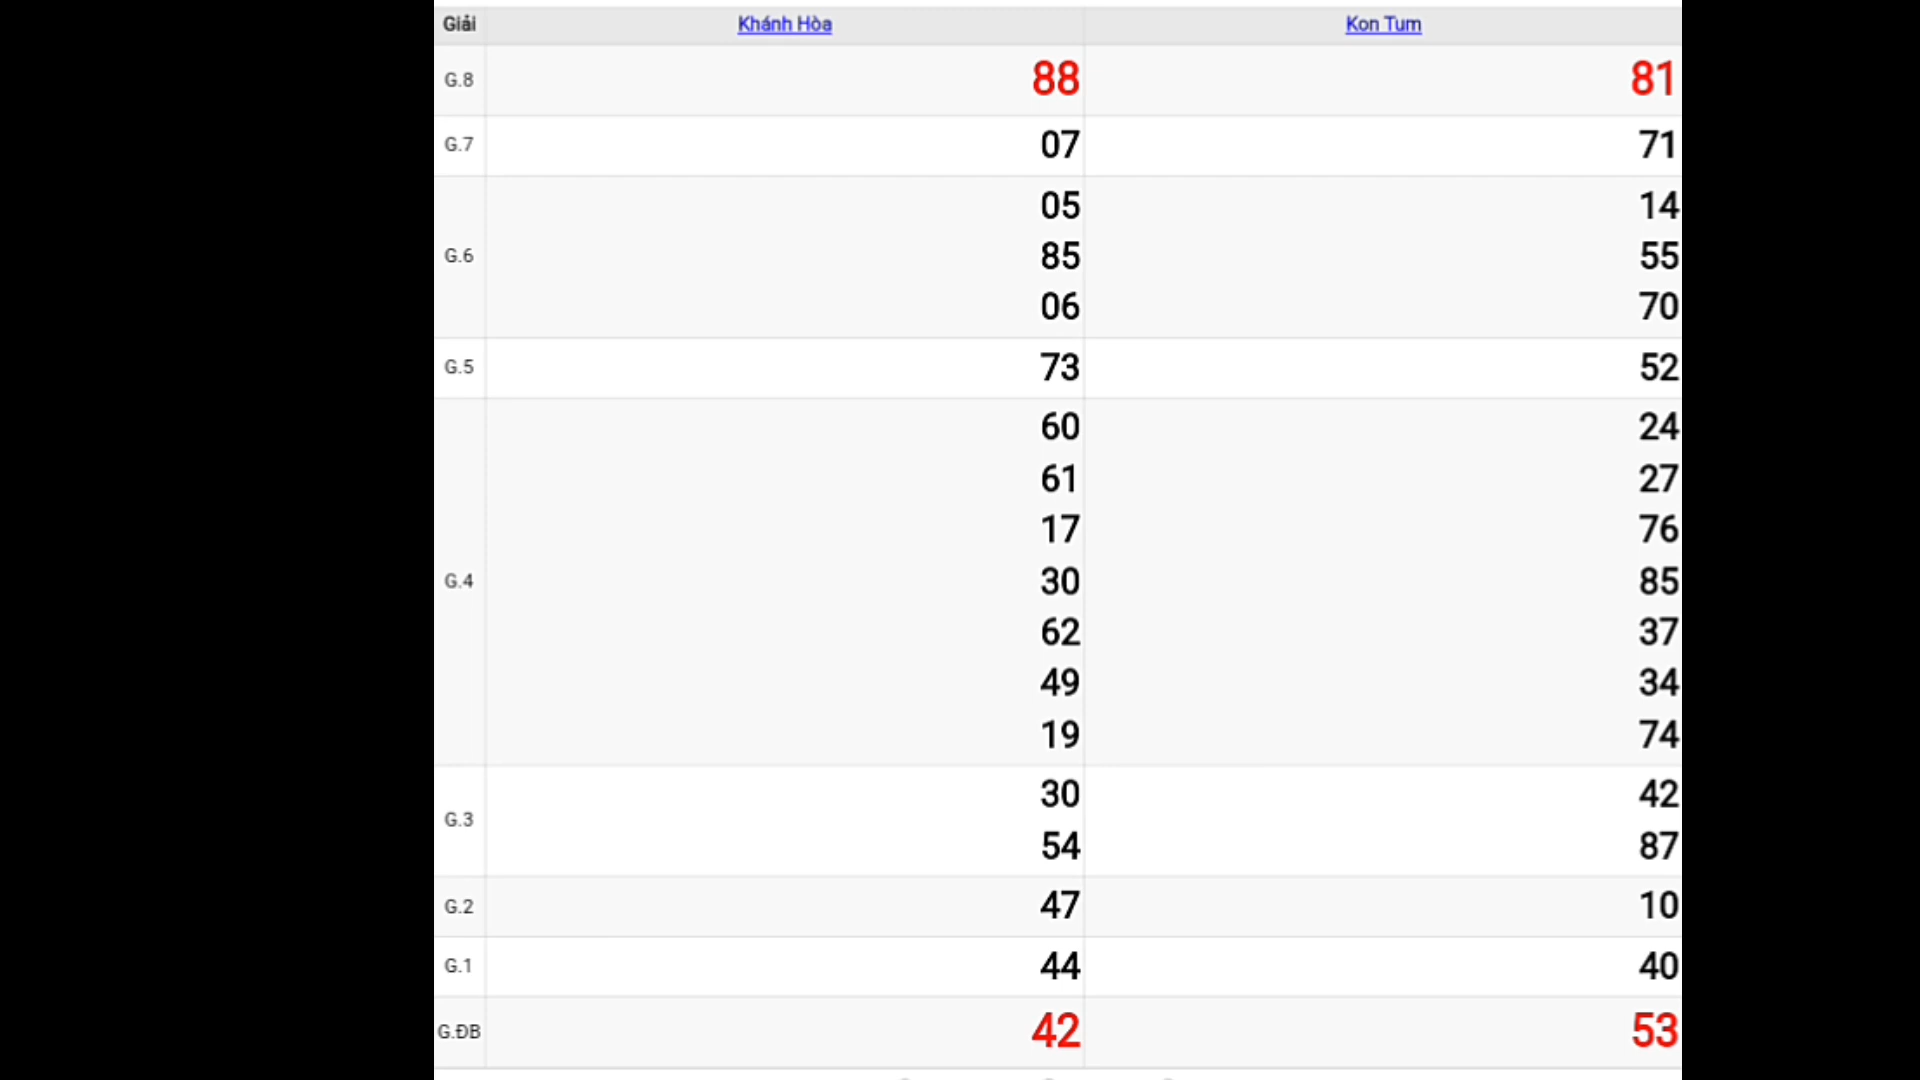 Giải Khánh Hòa Kon Tum
G.8 88 81
G.7 07 71
05 14
G.6 85 55
06 70
G.5 73 52
60 24
61 27
17 76
G.4 30 85
62 37
49 34
19 74
G.3 30 42
54 87
G.2 47 10
G.1 44 40
G.ĐB 42 53